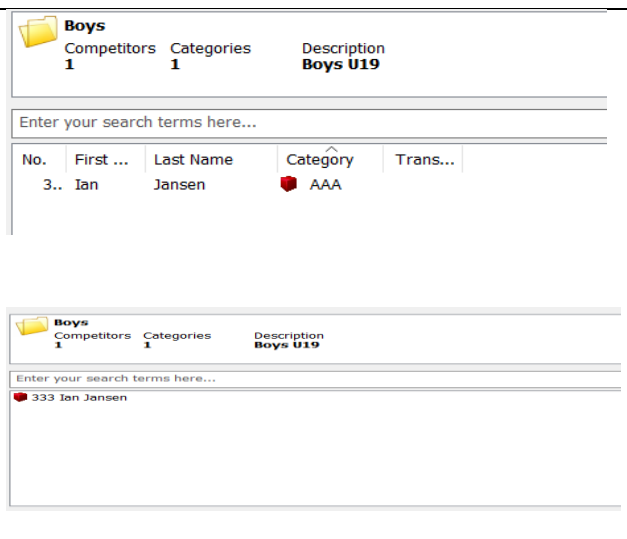 Boys
Competitors Categories Description
1 1 Boys U19
Enter your search terms here...
No. First ... Last Name Category Trans...
3.. Ian Jansen AAA
Boys
Competitors Categories Description
1 1 Boys U19
Enter your search terms here...
333 Ian Jansen